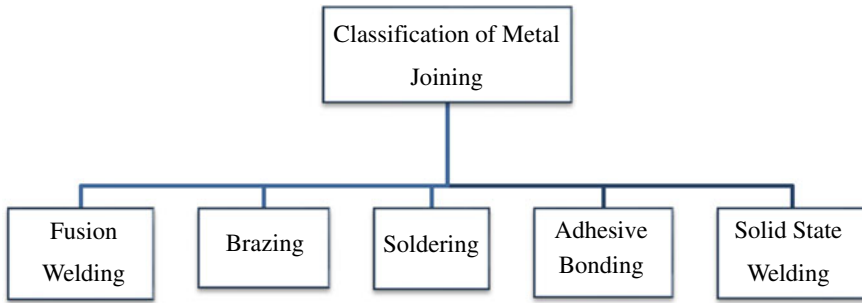 Classification of Metal
Joining
Fusion
Welding
Brazing
Soldering
Adhesive
Bonding
Solid State
Welding